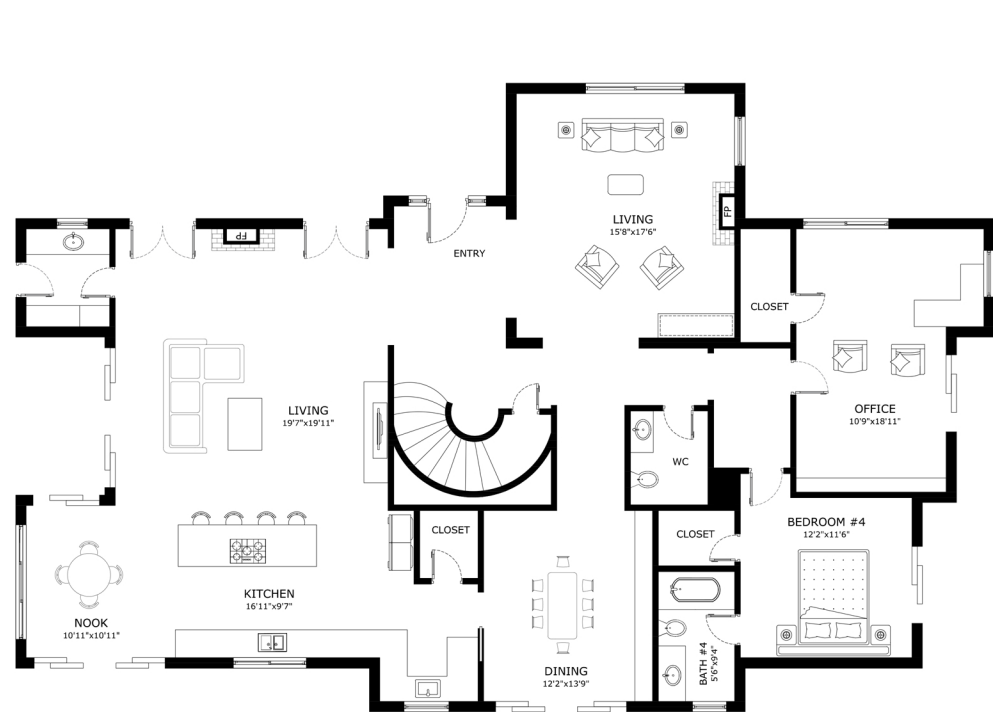 LIVING
15'8"x17'6"
FP
FP
ENTRY
CLOSET
LIVING
19'7"x19'11"
OFFICE
10'9"x18'11"
WC
CLOSET
CLOSET
BEDROOM #4
12'2"x11'6"
KITCHEN
16'11"x9'7"
NOOK
10'11"x10'11"
DINING
12'2"x13'9"
BATH #4
5'6"x9'4"